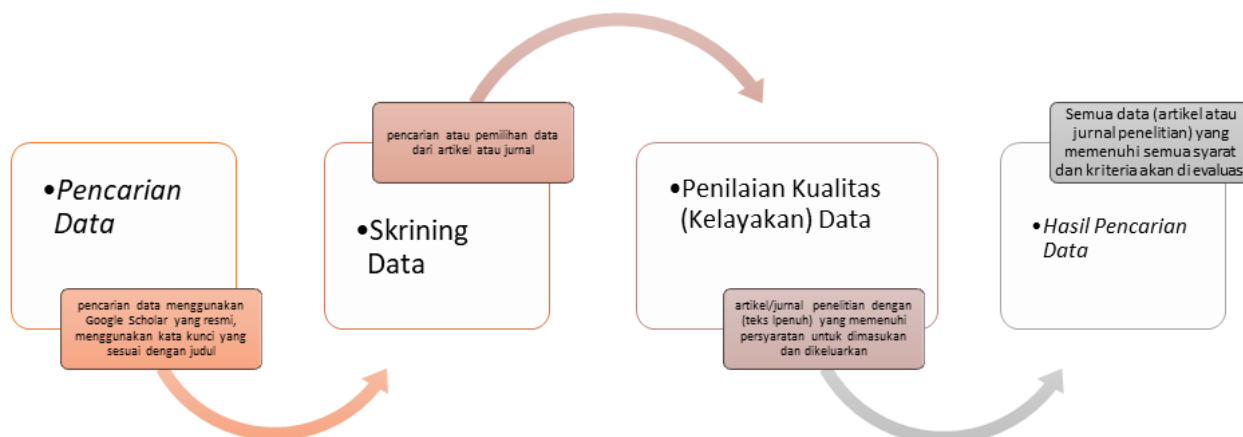 •Pencarian
Data
pencarian data menggunakan
Google Scholar yang resmi,
menggunakan kata kunci yang
sesuai dengan judul
pencarian atau pemilihan data
dari artikel atau jurnal
•Skrining
Data
•Penilaian Kualitas
(Kelayakan) Data
artikel/jurnal penelitian dengan
(teks lpenuh) yang memenuhi
persyaratan untuk dimasukan
dan dikeluarkan
Semua data (artikel atau
jurnal penelitian) yang
memenuhi semua syarat
dan kriteria akan di evaluas
•Hasil Pencarian
Data